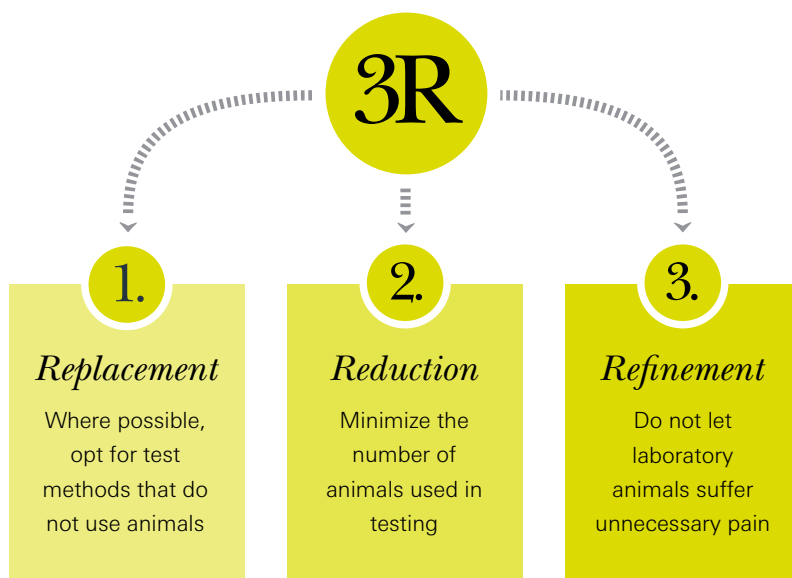 3R
1.
Replacement
Where possible,
opt for test
methods that do
not use animals
2.
Reduction
Minimize the
number of
animals used in
testing
3.
Refinement
Do not let
laboratory
animals suffer
unnecessary pain